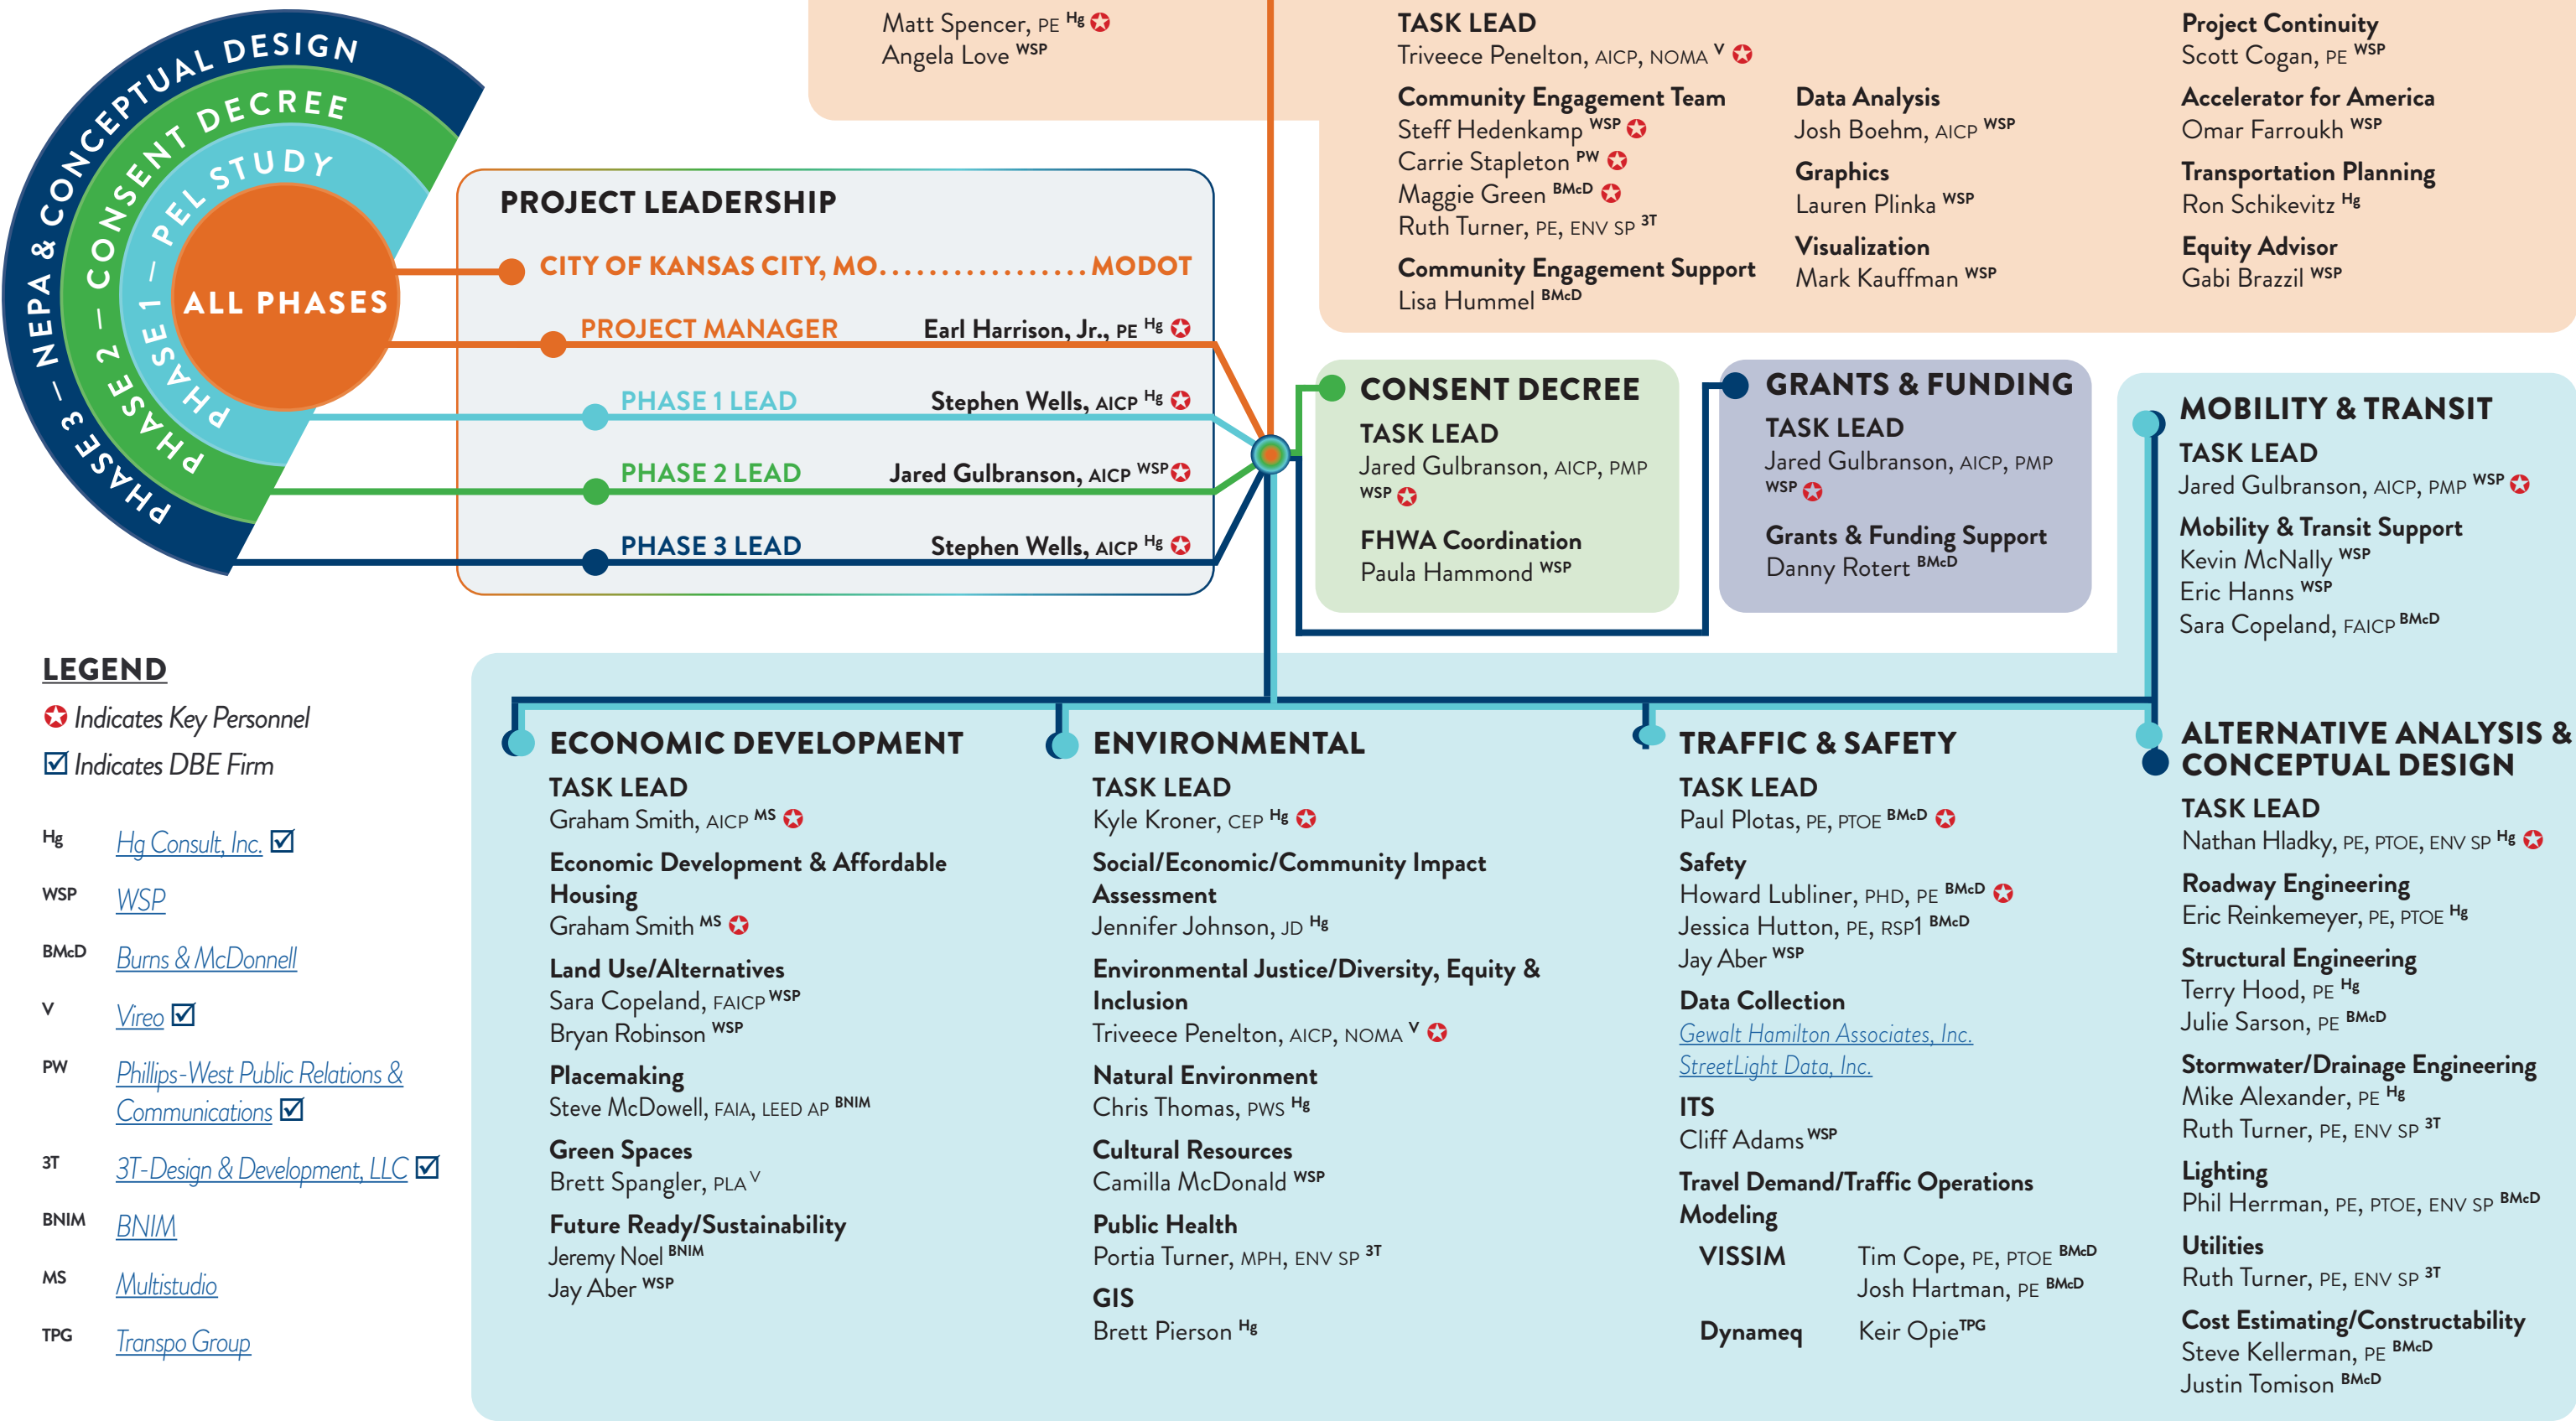 PHASE 3 – NEPA & CONCEPTUAL DESIGN
PHASE 2 – CONSENT DECREE
PHASE 1 – PEL STUDY
ALL PHASES
Matt Spencer, PE Hg
Angela Love WSP
TASK LEAD
Triveece Penelton, AICP, NOMA V
Community Engagement Team
Steff Hedenkamp WSP
Carrie Stapleton PW
Maggie Green BMcD
Ruth Turner, PE, ENV SP 3T
Community Engagement Support
Lisa Hummel BMcD
Data Analysis
Josh Boehm, AICP WSP
Graphics
Lauren Plinka WSP
Visualization
Mark Kauffman WSP
Project Continuity
Scott Cogan, PE WSP
Accelerator for America
Omar Farroukh WSP
Transportation Planning
Ron Schikevitz Hg
Equity Advisor
Gabi Brazzil WSP
PROJECT LEADERSHIP
CITY OF KANSAS CITY, MO................MODOT
PROJECT MANAGER Earl Harrison, Jr., PE Hg
PHASE 1 LEAD Stephen Wells, AICP Hg
PHASE 2 LEAD Jared Gulbranson, AICP WSP
PHASE 3 LEAD Stephen Wells, AICP Hg
CONSENT DECREE
TASK LEAD
Jared Gulbranson, AICP, PMP
WSP
FHWA Coordination
Paula Hammond WSP
GRANTS & FUNDING
TASK LEAD
Jared Gulbranson, AICP, PMP
WSP
Grants & Funding Support
Danny Rotert BMcD
MOBILITY & TRANSIT
TASK LEAD
Jared Gulbranson, AICP, PMP WSP
Mobility & Transit Support
Kevin McNally WSP
Eric Hanns WSP
Sara Copeland, FAICP BMcD
LEGEND
Indicates Key Personnel
Indicates DBE Firm
Hg Hg Consult, Inc.
WSP WSP
BMcD Burns & McDonnell
V Vireo
PW Phillips-West Public Relations &
Communications
3T 3T-Design & Development, LLC
BNIM BNIM
MS Multistudio
TPG Transpo Group
ECONOMIC DEVELOPMENT
TASK LEAD
Graham Smith, AICP MS
Economic Development & Affordable
Housing
Graham Smith MS
Land Use/Alternatives
Sara Copeland, FAICP WSP
Bryan Robinson WSP
Placemaking
Steve McDowell, FAIA, LEED AP BNIM
Green Spaces
Brett Spangler, PLA V
Future Ready/Sustainability
Jeremy Noel BNIM
Jay Aber WSP
ENVIRONMENTAL
TASK LEAD
Kyle Kroner, CEP Hg
Social/Economic/Community Impact
Assessment
Jennifer Johnson, JD Hg
Environmental Justice/Diversity, Equity &
Inclusion
Triveece Penelton, AICP, NOMA V
Natural Environment
Chris Thomas, PWS Hg
Cultural Resources
Camilla McDonald WSP
Public Health
Portia Turner, MPH, ENV SP 3T
GIS
Brett Pierson Hg
TRAFFIC & SAFETY
TASK LEAD
Paul Plotas, PE, PTOE BMcD
Safety
Howard Lubliner, PHD, PE BMcD
Jessica Hutton, PE, RSP1 BMcD
Jay Aber WSP
Data Collection
Gewalt Hamilton Associates, Inc.
StreetLight Data, Inc.
ITS
Cliff Adams WSP
Travel Demand/Traffic Operations
Modeling
VISSIM Tim Cope, PE, PTOE BMcD
Josh Hartman, PE BMcD
Dynameq Keir Opie TPG
ALTERNATIVE ANALYSIS &
CONCEPTUAL DESIGN
TASK LEAD
Nathan Hladky, PE, PTOE, ENV SP Hg
Roadway Engineering
Eric Reinkemeyer, PE, PTOE Hg
Structural Engineering
Terry Hood, PE Hg
Julie Sarson, PE BMcD
Stormwater/Drainage Engineering
Mike Alexander, PE Hg
Ruth Turner, PE, ENV SP 3T
Lighting
Phil Herrman, PE, PTOE, ENV SP BMcD
Utilities
Ruth Turner, PE, ENV SP 3T
Cost Estimating/Constructability
Steve Kellerman, PE BMcD
Justin Tomison BMcD